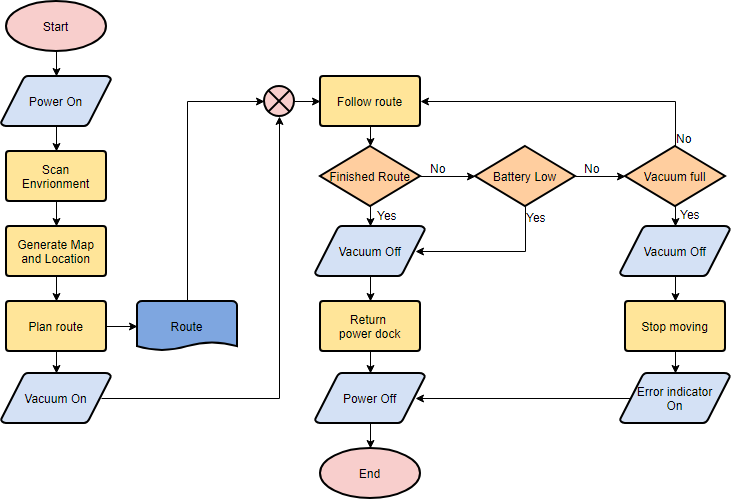 Start
Power On
Scan
Envrionment
Generate Map
and Location
Plan route
Vacuum On
Route
Follow route
Finished Route
No
Battery Low
No
Vacuum full
No
Yes
Yes
Yes
Vacuum Off
Return
power dock
Power Off
End
Vacuum Off
Stop moving
Error indicator
On